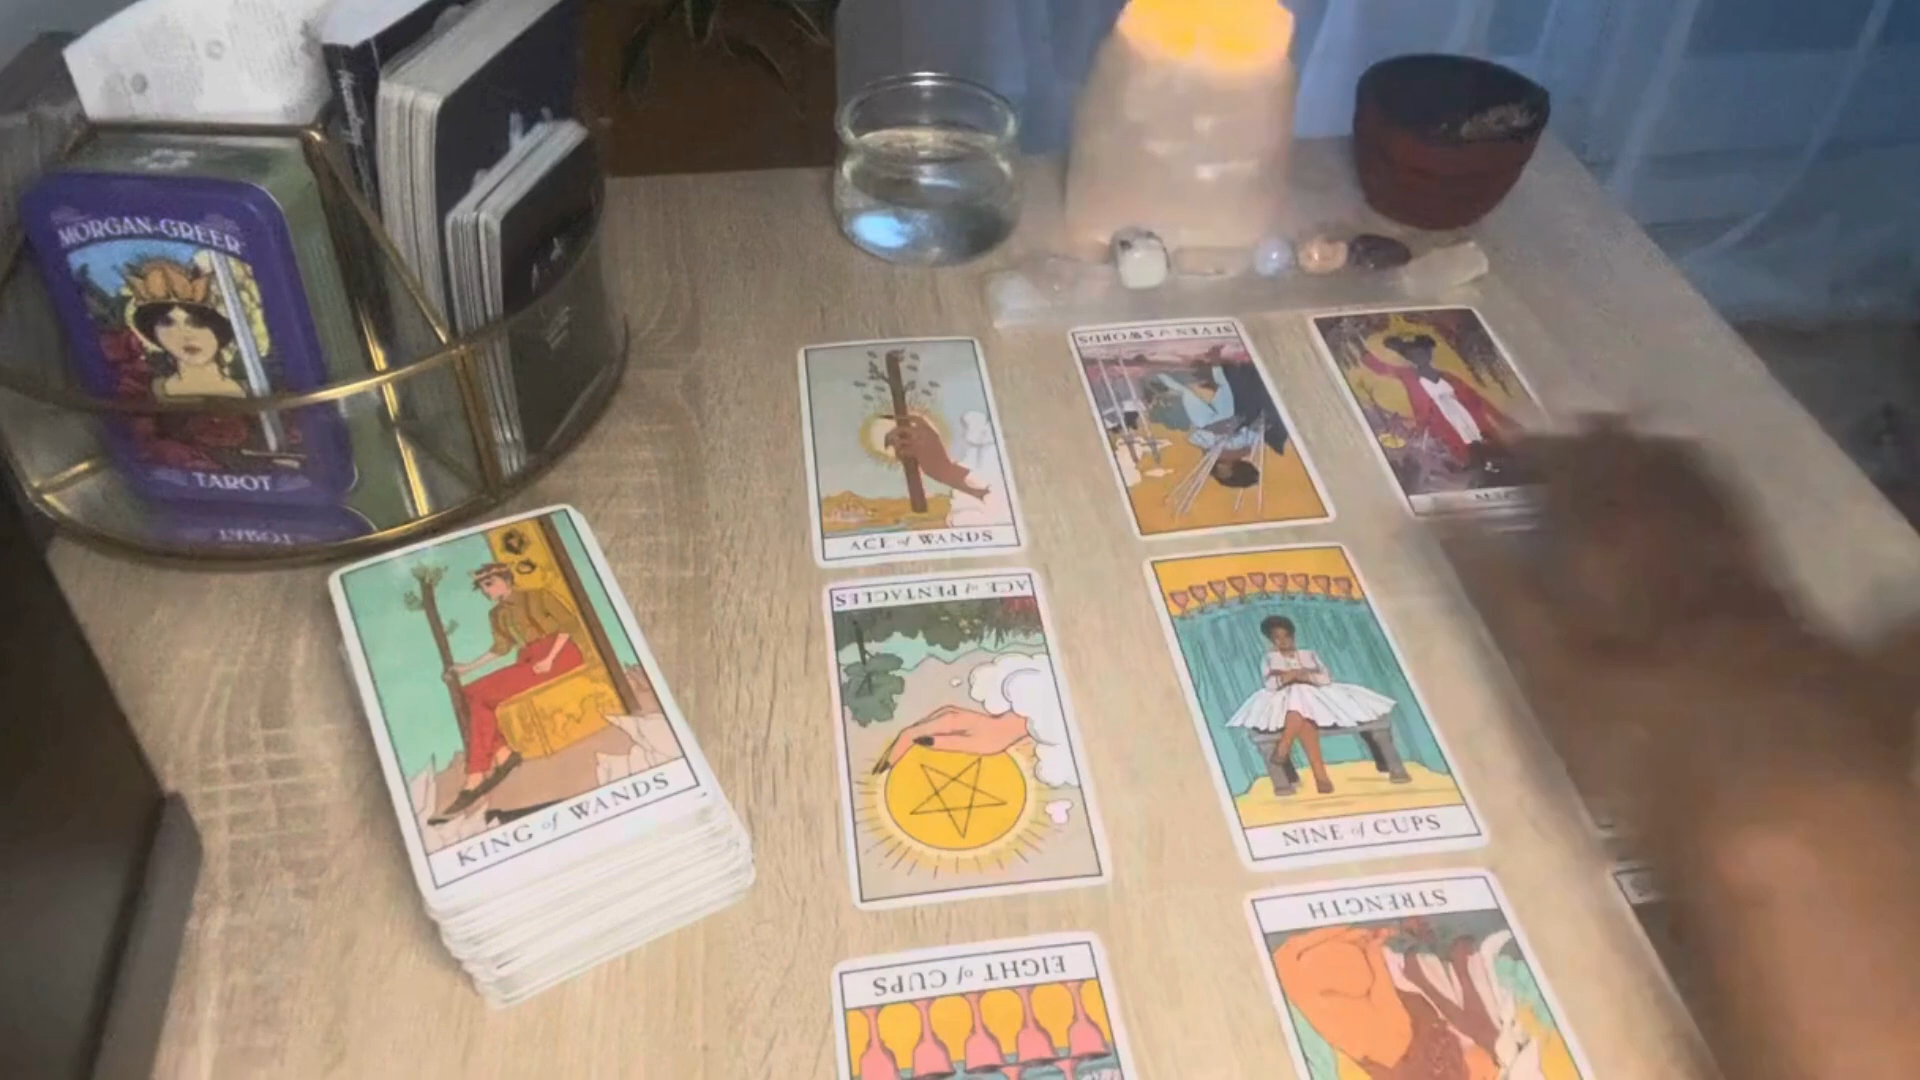 MORGAN-GREER
TAROT
KING of WANDS
ACE of WANDS
SEVEN of SWORDS
ACE of PENTACLES
NINE of CUPS
EIGHT of CUPS
STRENGTH